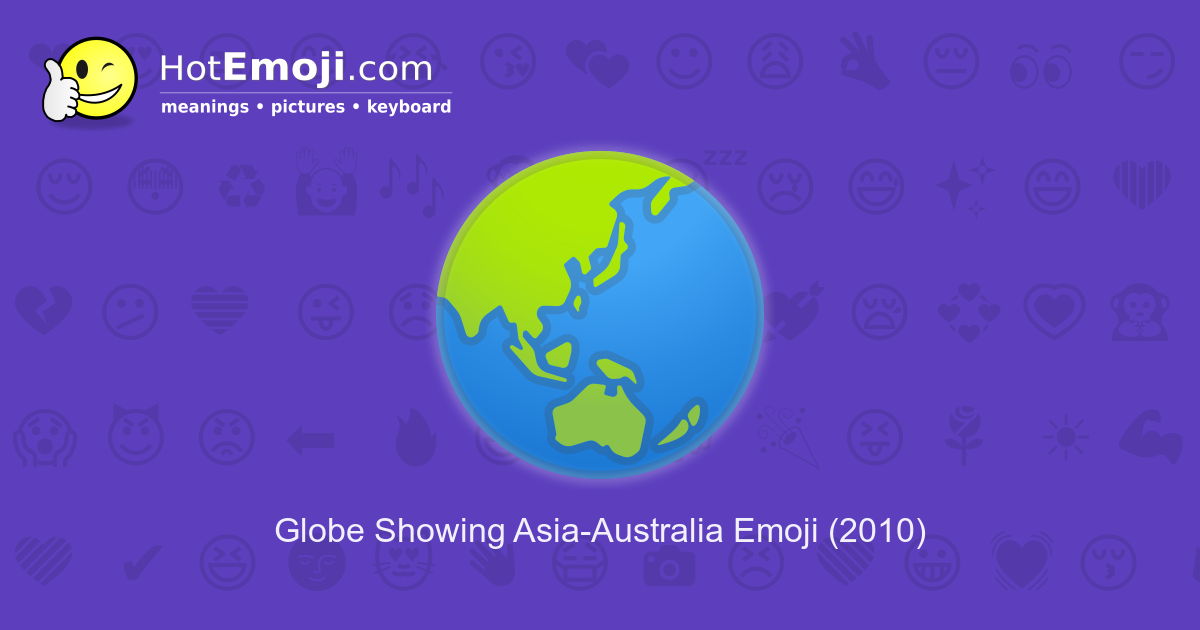 HotEmoji.com
meanings • pictures • keyboard
zzz
Globe Showing Asia-Australia Emoji (2010)